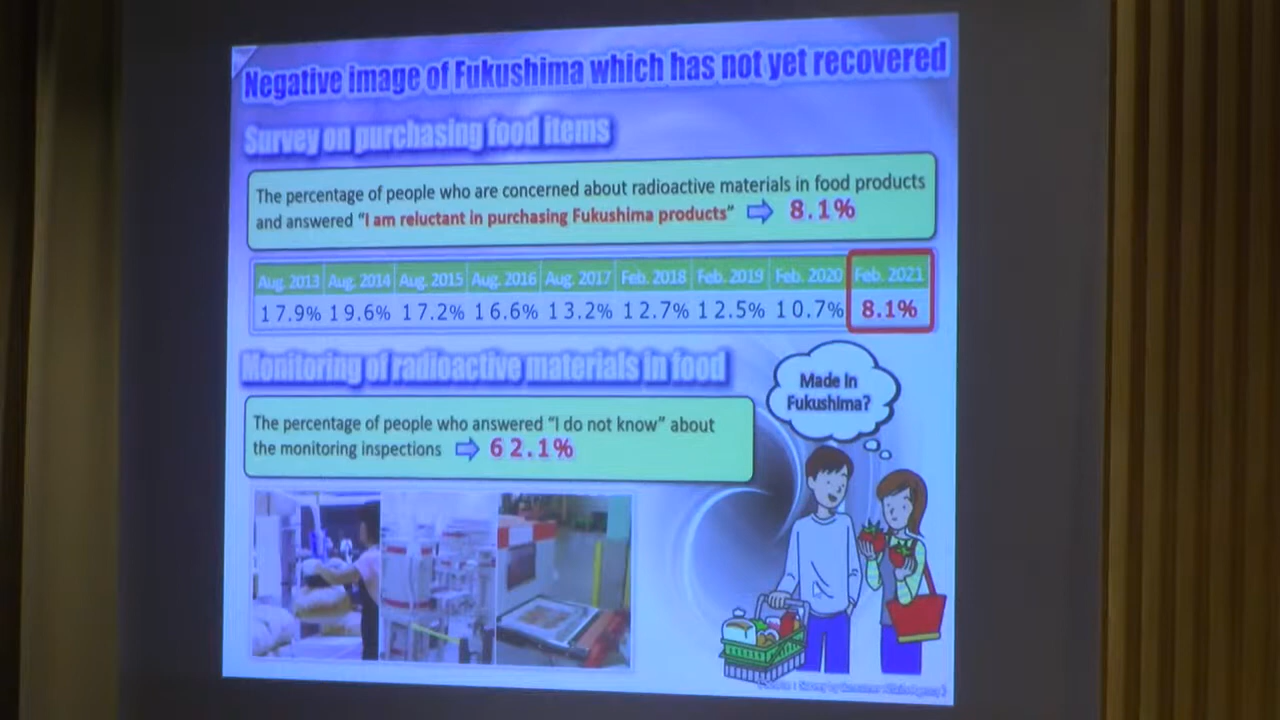 Negative image of Fukushima which has not yet recovered
Survey on purchasing food items
The percentage of people who are concerned about radioactive materials in food products
and answered “I am reluctant in purchasing Fukushima products” 8.1%
Aug. 2013 Aug. 2014 Aug. 2015 Aug. 2016 Aug. 2017 Feb. 2018 Feb. 2019 Feb. 2020 Feb. 2021
17.9% 19.6% 17.2% 16.6% 13.2% 12.7% 12.5% 10.7% 8.1%
Monitoring of radioactive materials in food
Made In
Fukushima?
The percentage of people who answered “I do not know” about
the monitoring inspections 62.1%